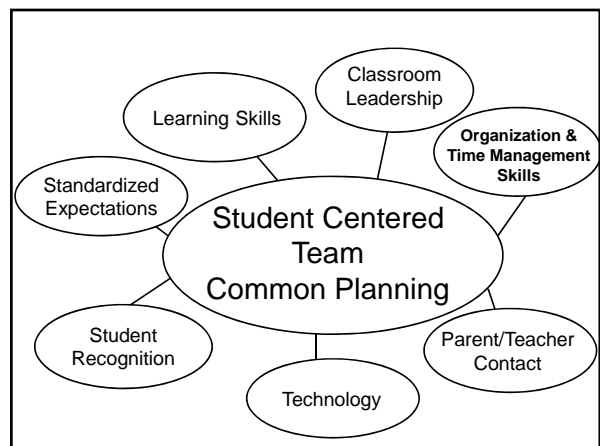 Classroom
Leadership
Learning Skills
Organization &
Time Management
Skills
Standardized
Expectations
Student Centered
Team
Common Planning
Student
Recognition
Parent/Teacher
Contact
Technology